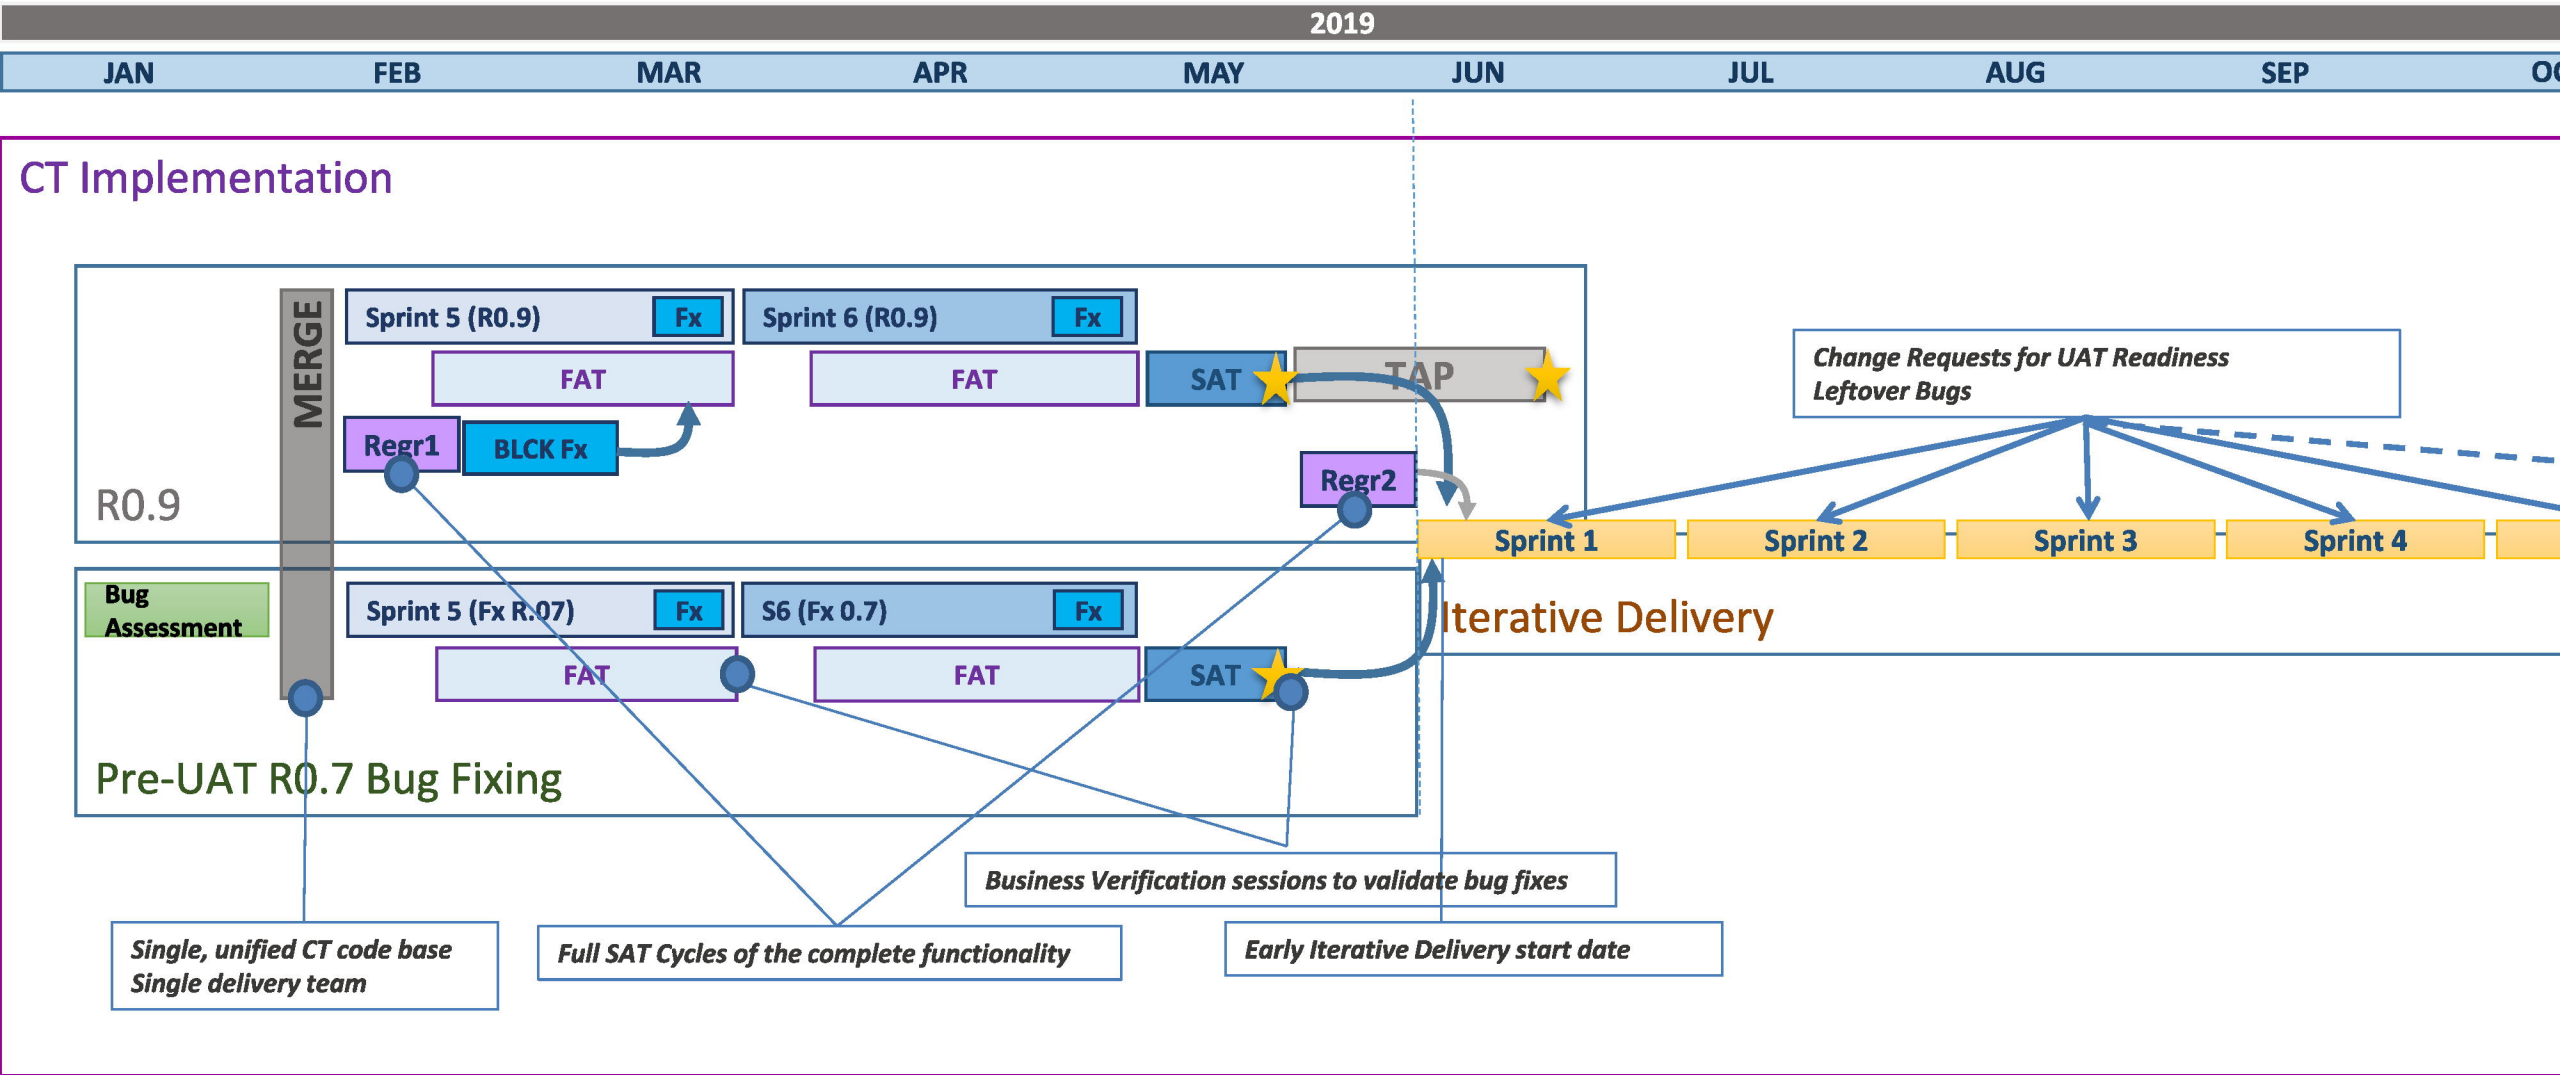 2019
JAN FEB MAR APR MAY JUN JUL AUG SEP
CT Implementation
MERGE
Sprint 5 (R0.9) Fx
Sprint 6 (R0.9) Fx
FAT
FAT
SAT
TAP
Regr1
BLCK Fx
Regr2
R0.9
Change Requests for UAT Readiness
Leftover Bugs
Sprint 1
Sprint 2
Sprint 3
Sprint 4
Bug
Assessment
Sprint 5 (Fx R.07) Fx
S6 (Fx 0.7) Fx
Iterative Delivery
FAT
FAT
SAT
Pre-UAT R0.7 Bug Fixing
Business Verification sessions to validate bug fixes
Single, unified CT code base
Single delivery team
Full SAT Cycles of the complete functionality
Early Iterative Delivery start date